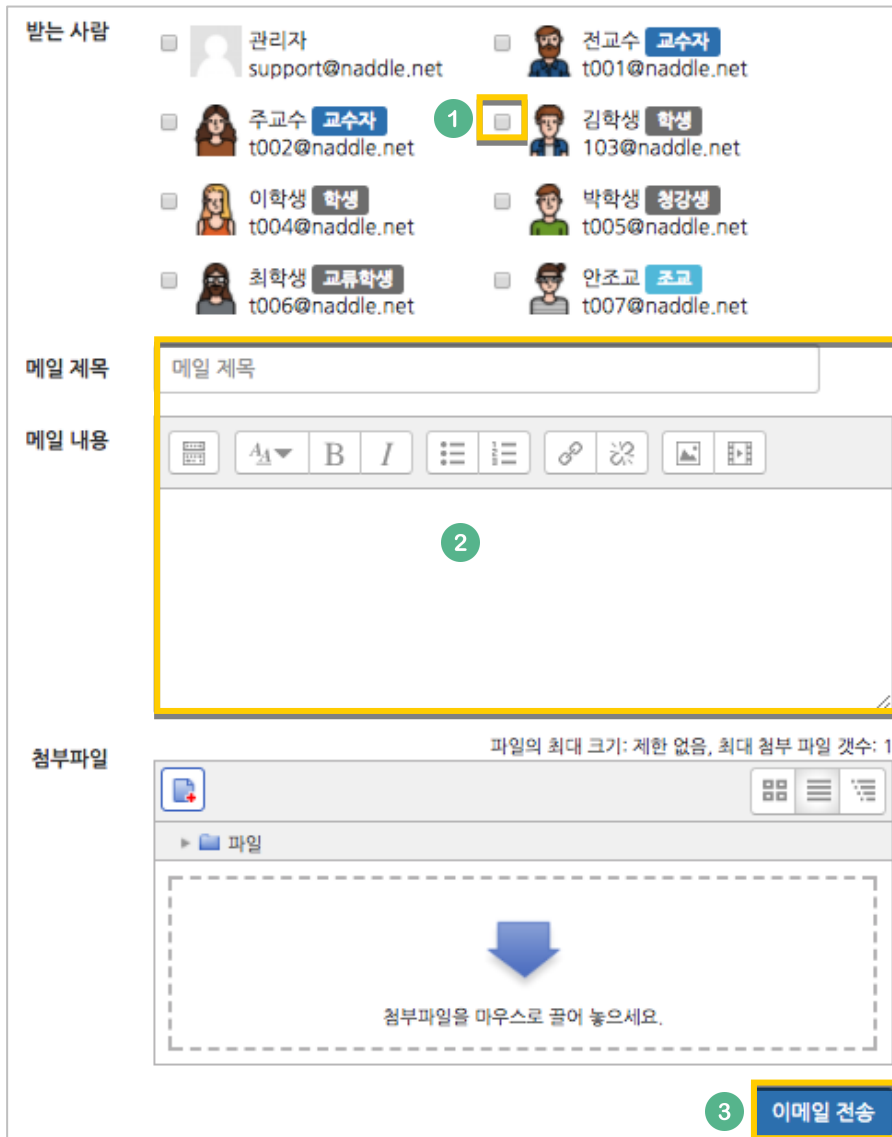 받는 사람
관리자
support@naddle.net
전교수 교수자
t001@naddle.net
주교수 교수자
t002@naddle.net
1
김학생 학생
103@naddle.net
이학생 학생
t004@naddle.net
박학생 청강생
t005@naddle.net
최학생 교류학생
t006@naddle.net
안조교 조교
t007@naddle.net
메일 제목
메일 제목
메일 내용
B I
2
첨부파일
파일의 최대 크기: 제한 없음, 최대 첨부 파일 갯수: 1
파일
첨부파일을 마우스로 끌어 놓으세요.
3
이메일 전송